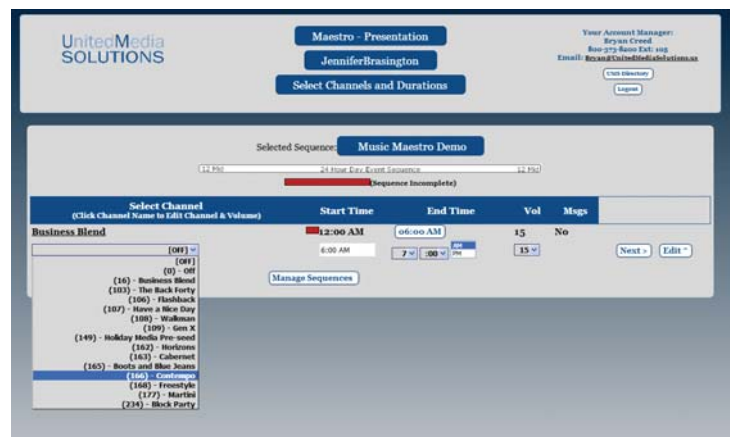 UnitedMedia
SOLUTIONS
Maestro - Presentation
JenniferBrasington
Select Channels and Durations
Your Account Manager:
Bryan Creed
800-373-8200 Ext: 105
Email: Bryan@UnitedMediaSolutions.us
UMS Directory
Logout
Selected Sequence: Music Maestro Demo
(12 Mid 24 Hour Day Event Sequence 12 Mid)
(Sequence Incomplete)
Select Channel Start Time End Time Vol Msgs
(Click Channel Name to Edit Channel & Volume)
Business Blend 12:00 AM 06:00 AM 15 No
[OFF] 6:00 AM 7 :00 AM 15 Next > Edit ^
PM
[OFF]
(0) - Off
(16) - Business Blend
(103) - The Back Forty
(106) - Flashback
(107) - Have a Nice Day
(108) - Walkman
(109) - Gen X
(149) - Holiday Media Pre-seed
(162) - Horizons
(163) - Cabernet
(165) - Boots and Blue Jeans
(166) - Contempo
(168) - Freestyle
(177) - Martini
(234) - Block Party
Manage Sequences